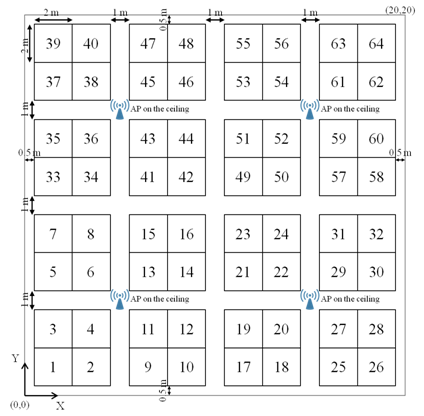 (20,20)
2 m 1 m 0.5 m 1 m 1 m
39 40 47 48 55 56 63 64
2 m
37 38 45 46 53 54 61 62
1 m AP on the ceiling AP on the ceiling
35 36 43 44 51 52 59 60
0.5 m 0.5 m
33 34 41 42 49 50 57 58
1 m
7 8 15 16 23 24 31 32
5 6 13 14 21 22 29 30
1 m AP on the ceiling AP on the ceiling
3 4 11 12 19 20 27 28
Y
1 2 9 10 17 18 25 26
0.5 m
(0,0) X